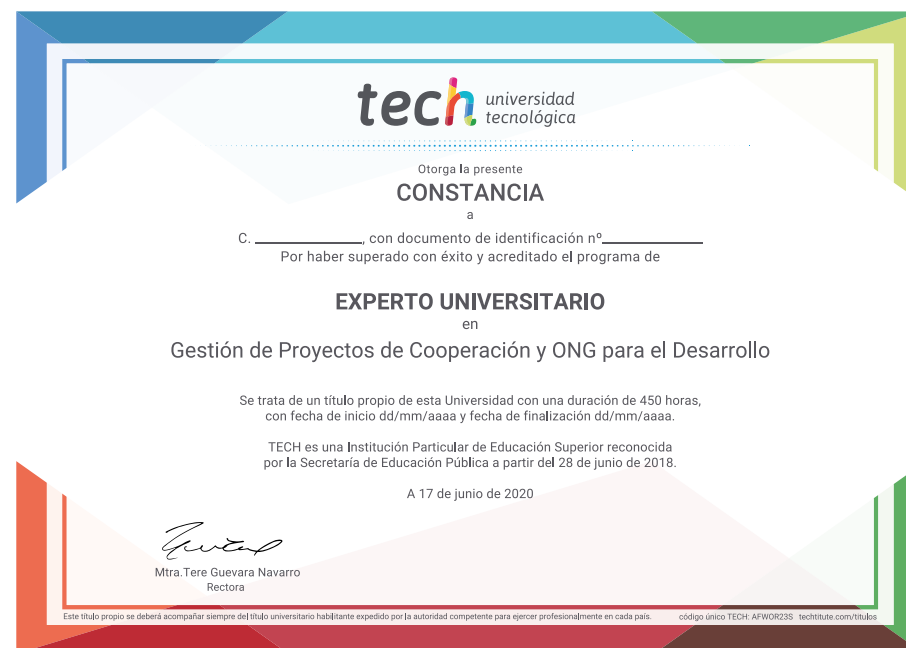 tech universidad
tecnológica
Otorga la presente
CONSTANCIA
a
C. ____________, con documento de identificación nº____________
Por haber superado con éxito y acreditado el programa de
EXPERTO UNIVERSITARIO
en
Gestión de Proyectos de Cooperación y ONG para el Desarrollo
Se trata de un título propio de esta Universidad con una duración de 450 horas,
con fecha de inicio dd/mm/aaaa y fecha de finalización dd/mm/aaaa.
TECH es una Institución Particular de Educación Superior reconocida
por la Secretaría de Educación Pública a partir del 28 de junio de 2018.
A 17 de junio de 2020
Mtra.Tere Guevara Navarro
Rectora
Este título propio se deberá acompañar siempre del título universitario habilitante expedido por la autoridad competente para ejercer profesionalmente en cada país. código único TECH: AFWOR23S techtitute.com/titulos